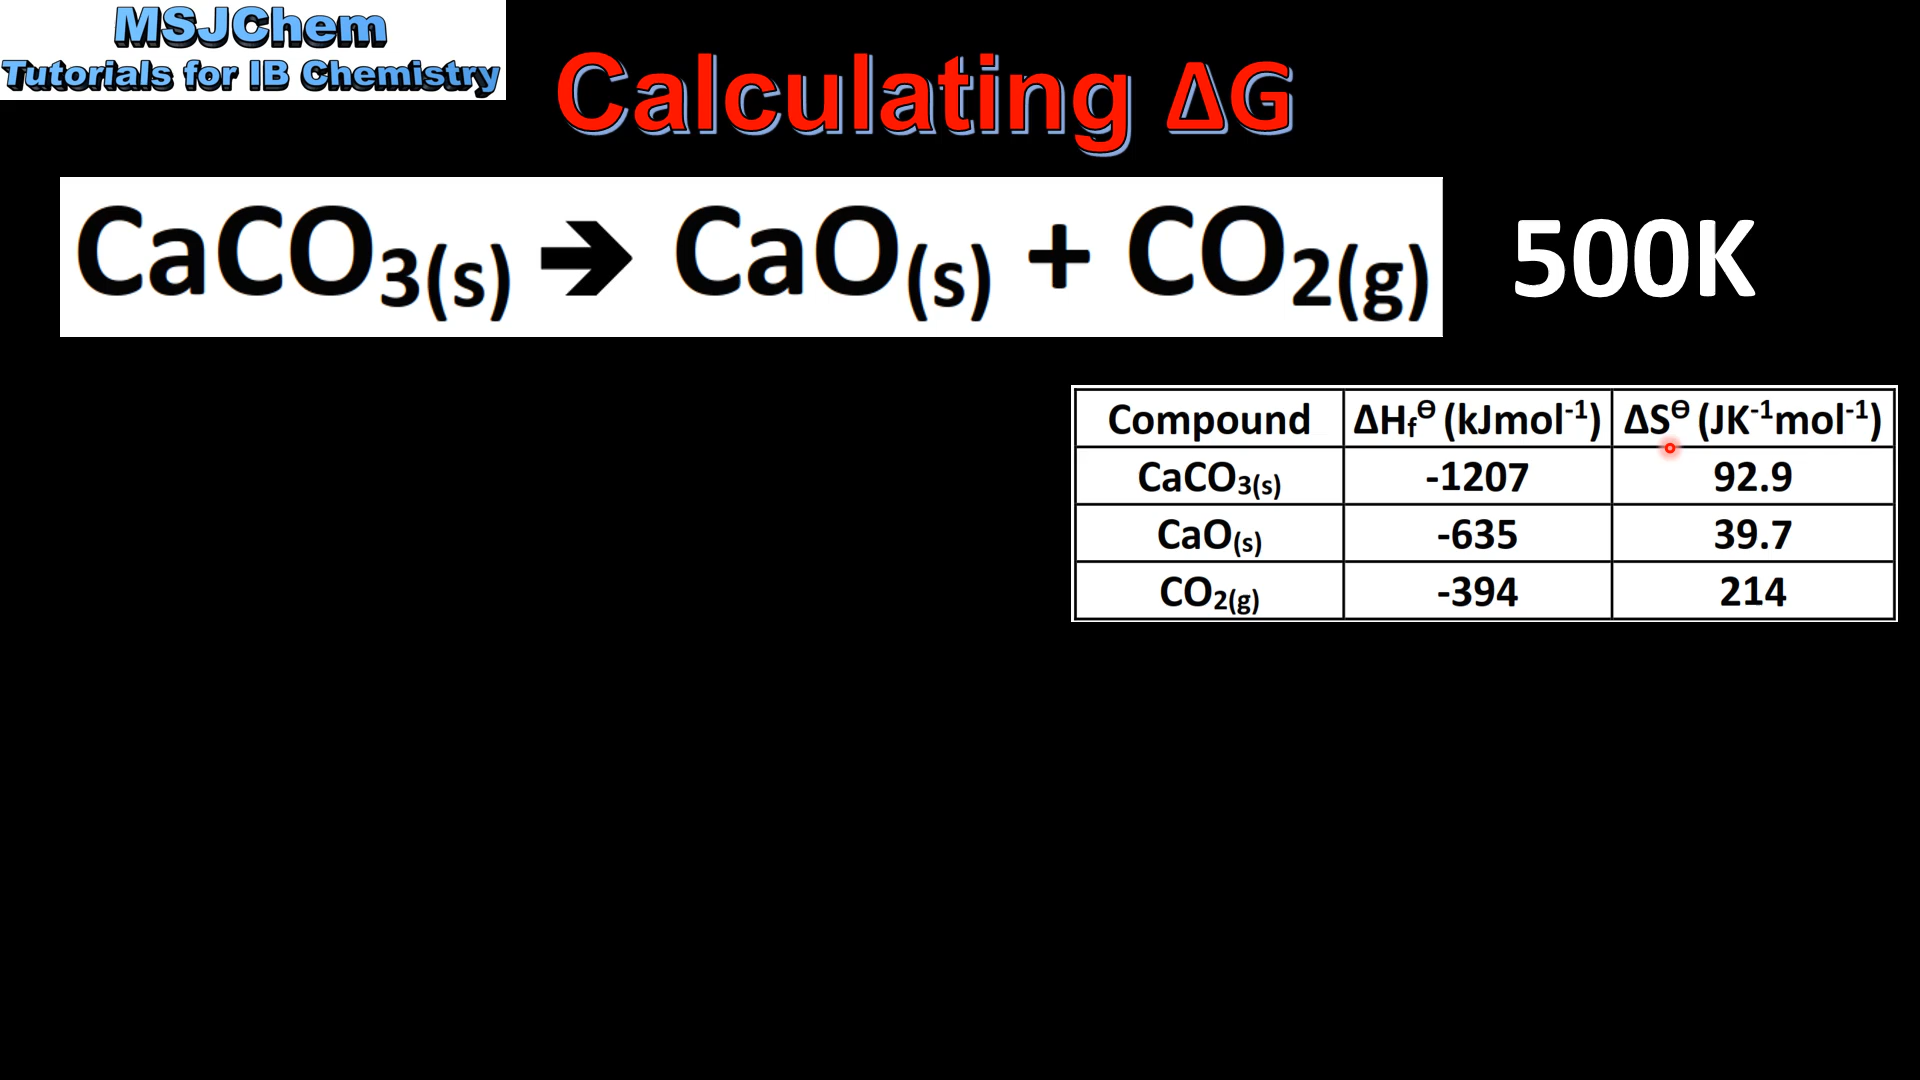 MSJChem
Tutorials for IB Chemistry
Calculating ΔG
CaCO3(s) ➔ CaO(s) + CO2(g) 500K
Compound ΔHf⊖ (kJmol-1) ΔS⊖ (JK-1mol-1)
CaCO3(s) -1207 92.9
CaO(s) -635 39.7
CO2(g) -394 214